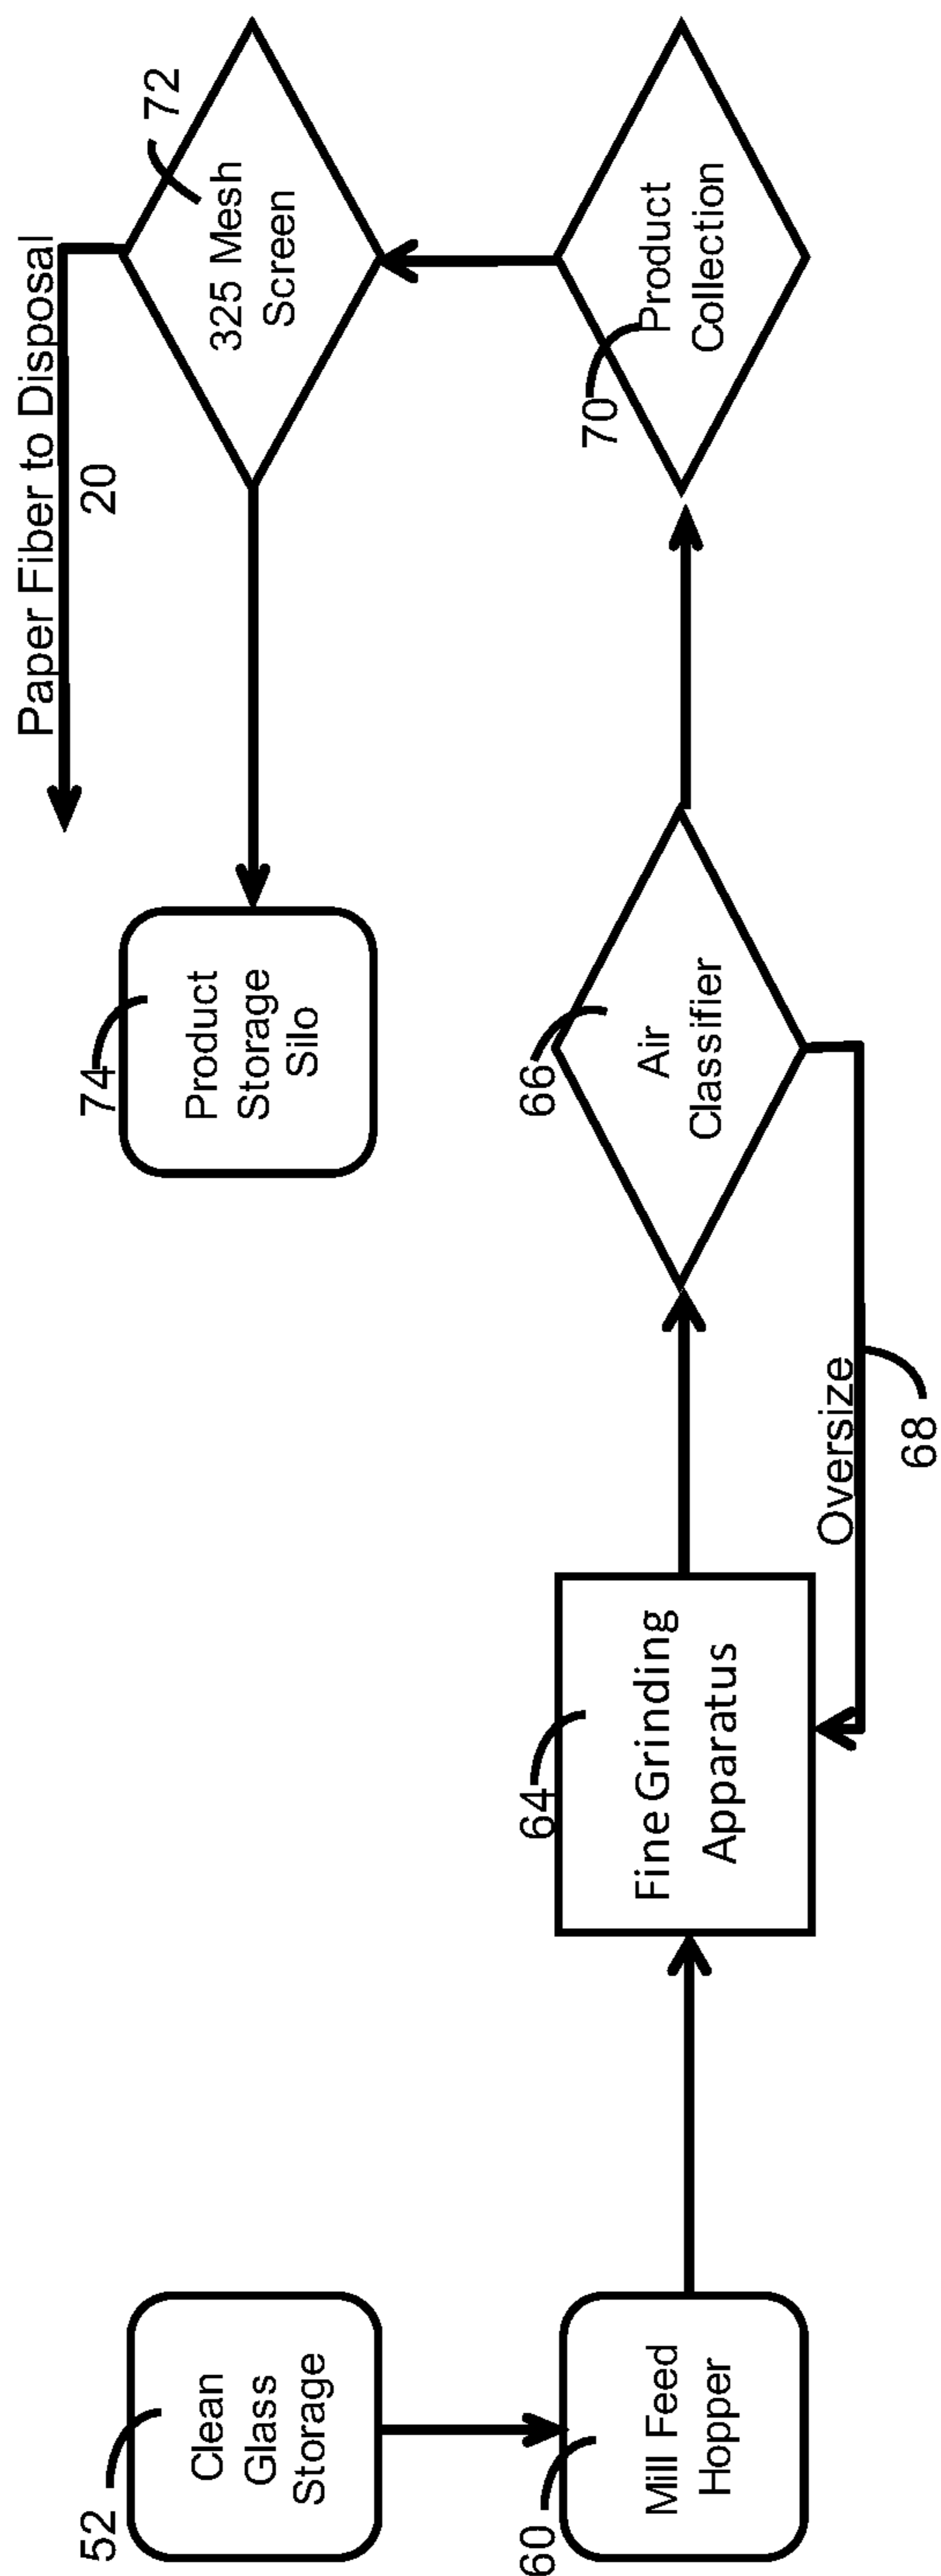 52
Clean
Glass
Storage
60
Mill Feed
Hopper
64
Fine Grinding
Apparatus
Oversize
68
66
Air
Classifier
70
Product
Collection
72
325 Mesh
Screen
Paper Fiber to Disposal
20
74
Product
Storage
Silo